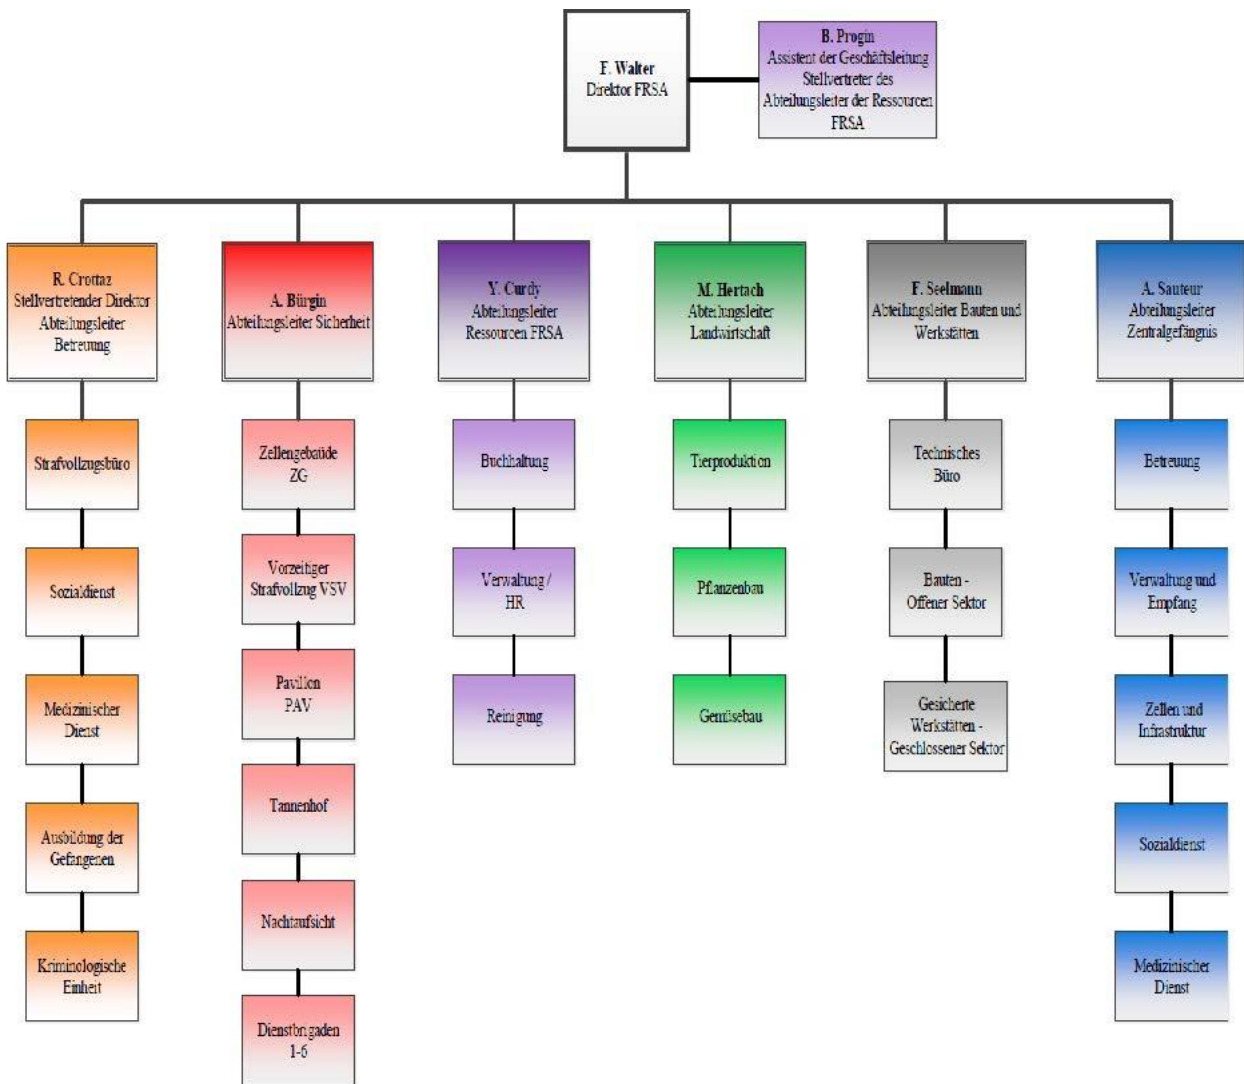 F. Walter
Direktor FRSA
B. Progin
Assistent der Geschäftsleitung
Stellvertreter des
Abteilungsleiter der Ressourcen
FRSA
R. Crottaz
Stellvertretender Direktor
Abteilungsleiter
Betreuung
A. Bürgin
Abteilungsleiter Sicherheit
Y. Curdy
Abteilungsleiter
Ressourcen FRSA
M. Hertach
Abteilungsleiter
Landwirtschaft
F. Seelmann
Abteilungsleiter Bauten und
Werkstätten
A. Sauteur
Abteilungsleiter
Zentralgefängnis
Strafvollzugsbüro
Sozialdienst
Medizinischer
Dienst
Ausbildung der
Gefangenen
Kriminologische
Einheit
Zellengebäude
ZG
Vorzeitiger
Strafvollzug VSV
Pavillon
PAV
Tannenhof
Nachtaufsicht
Dienstbrigaden
1-6
Buchhaltung
Verwaltung /
HR
Reinigung
Tierproduktion
Pflanzenbau
Gemüsebau
Technisches
Büro
Bauten -
Offener Sektor
Gesicherte
Werkstätten -
Geschlossener Sektor
Betreuung
Verwaltung und
Empfang
Zellen und
Infrastruktur
Sozialdienst
Medizinischer
Dienst